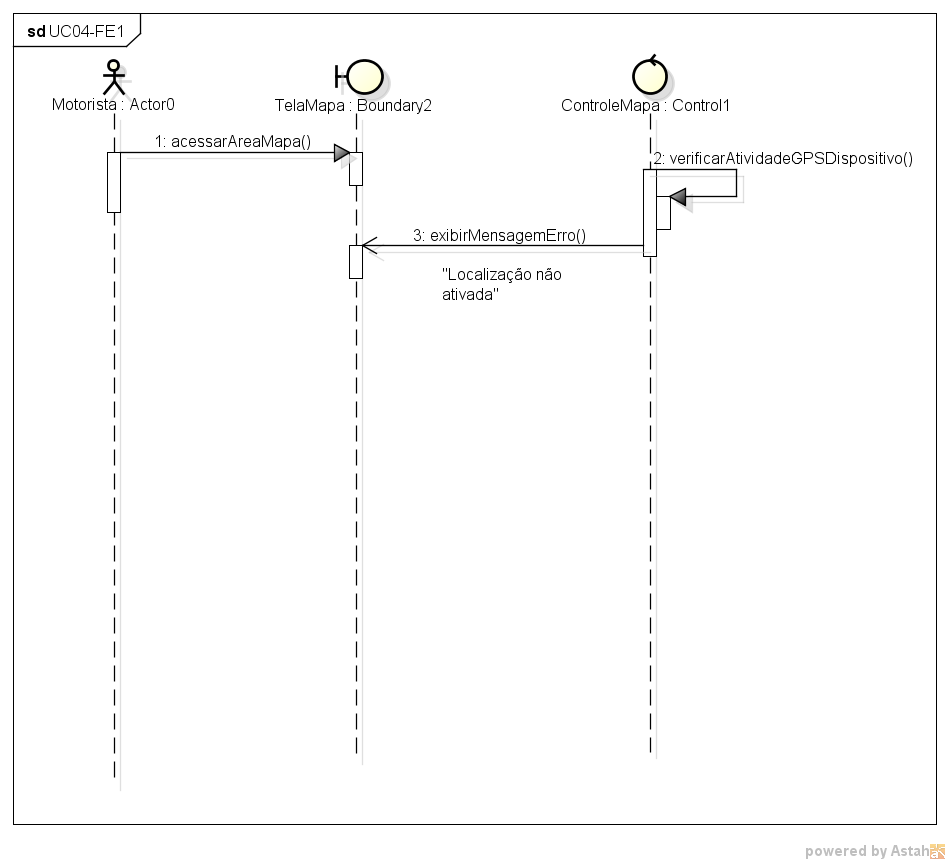 sd UC04-FE1
Motorista : Actor0
TelaMapa : Boundary2
ControleMapa : Control1
1: acessarAreaMapa()
2: verificarAtividadeGPSDispositivo()
3: exibirMensagemErro()
"Localização não
ativada"
powered by Astah